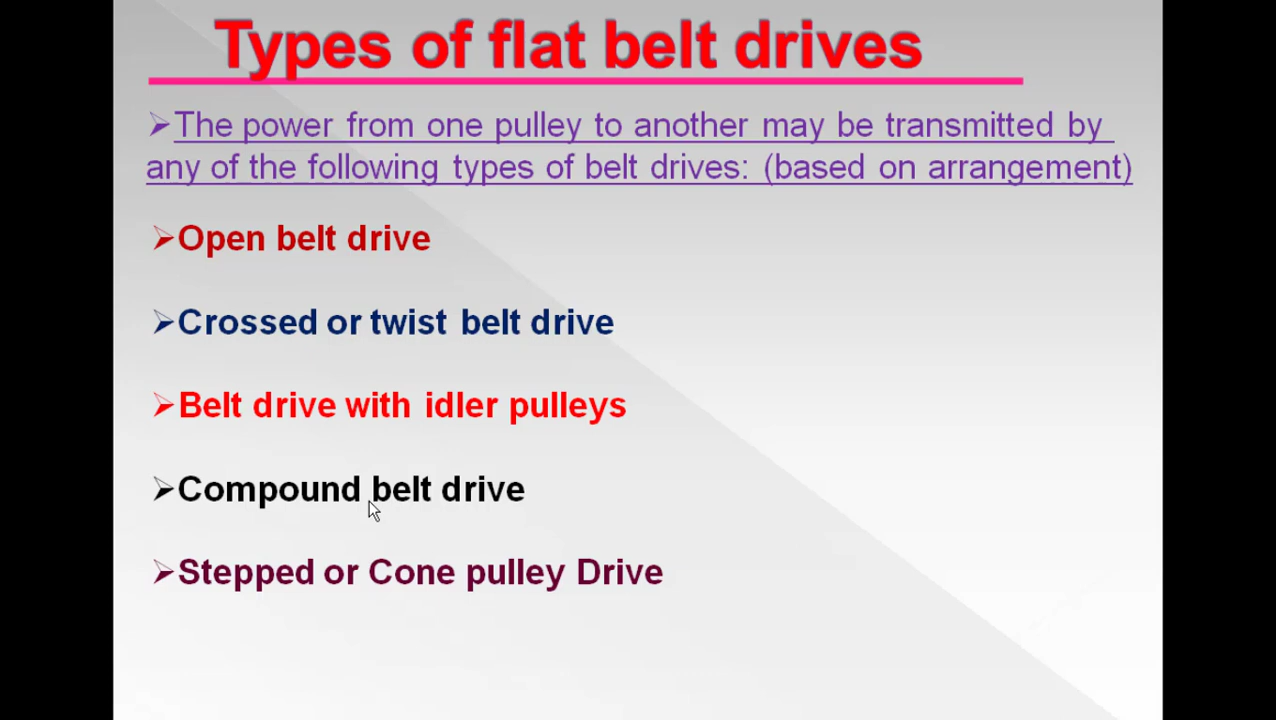 Types of flat belt drives
➢The power from one pulley to another may be transmitted by
any of the following types of belt drives: (based on arrangement)
➢Open belt drive
➢Crossed or twist belt drive
➢Belt drive with idler pulleys
➢Compound belt drive
➢Stepped or Cone pulley Drive